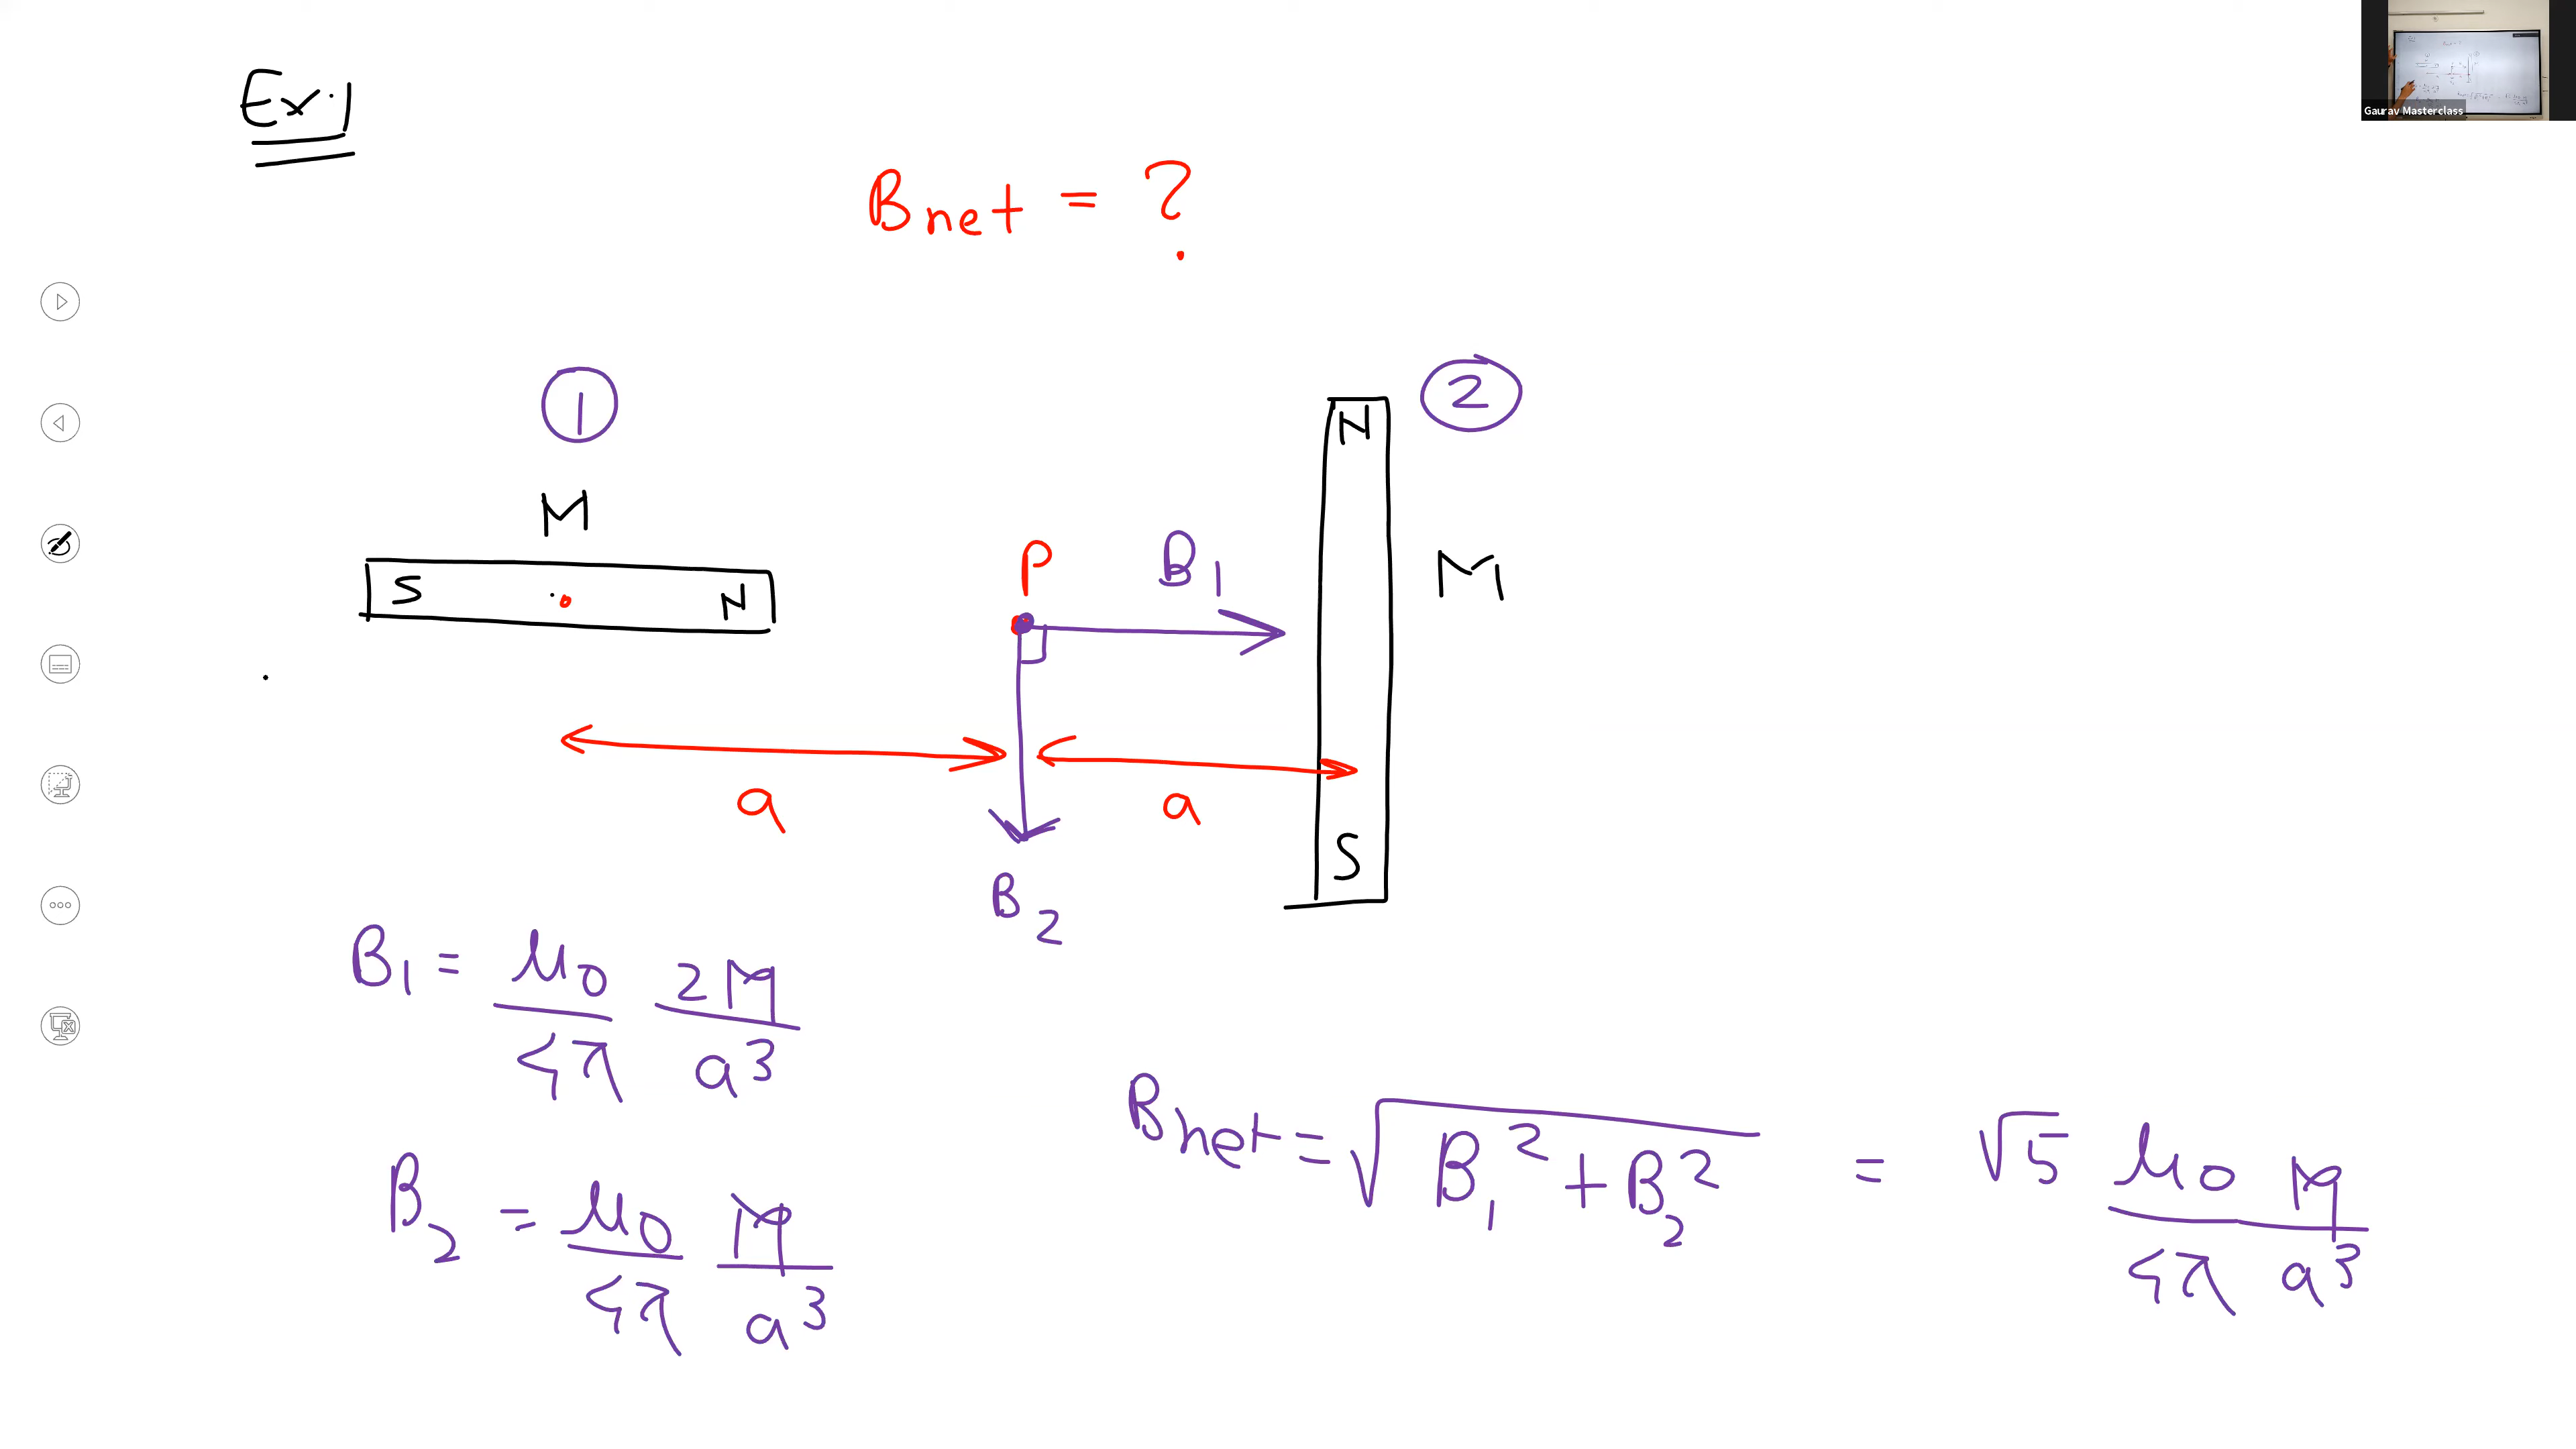 Ex.1
Gaurav Masterclass
Bnet = ?
1
2
M
S N
P
B1
N
M
S
a
a
B2
B1 = μ0/4π 2M/a³
B2 = μ0/4π M/a³
Bnet = √(B1² + B2²) = √5 μ0/4π M/a³